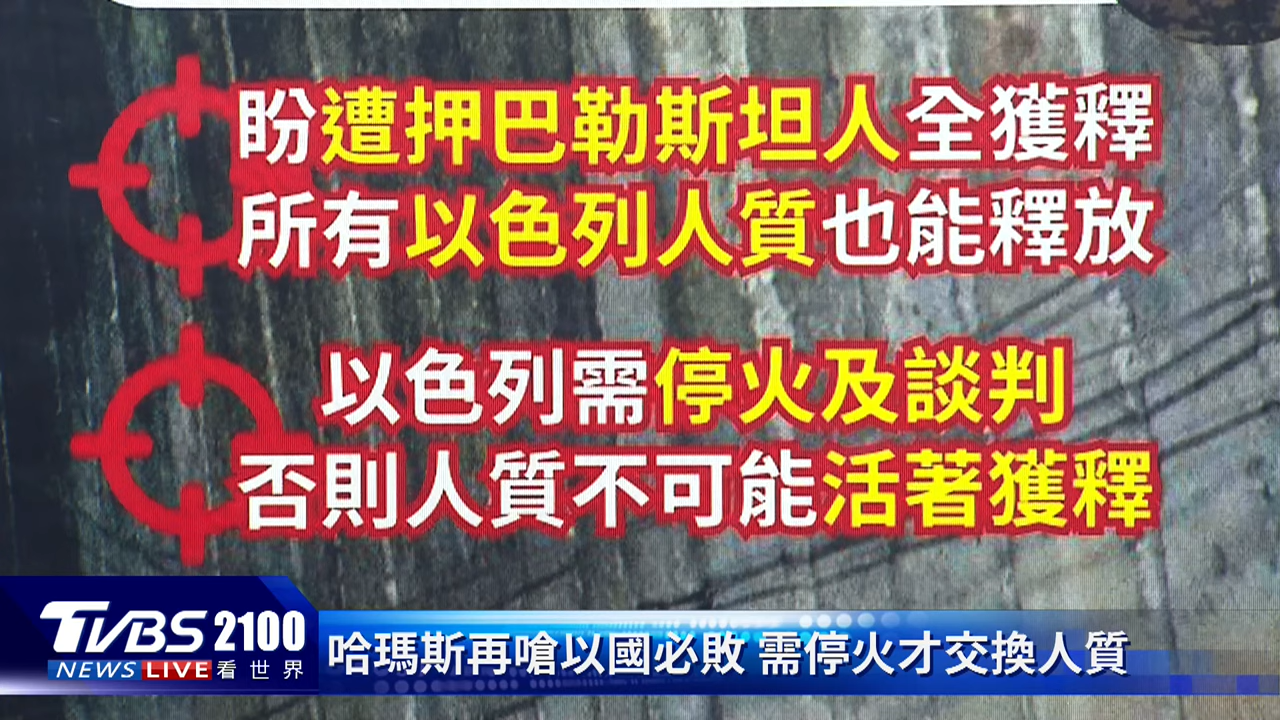 盼遭押巴勒斯坦人全獲釋
所有以色列人質也能釋放
以色列需停火及談判
否則人質不可能活著獲釋
TVBS 2100
NEWS LIVE 看世界
哈瑪斯再嗆以國必敗 需停火才交換人質